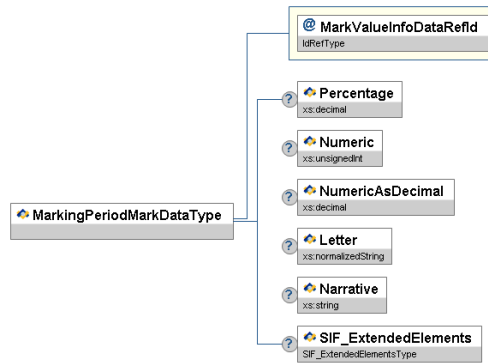 @ MarkValueInfoDataRefId
IdRefType
? Percentage
xs:decimal
? Numeric
xs:unsignedInt
MarkingPeriodMarkDataType
? NumericAsDecimal
xs:decimal
? Letter
xs:normalizedString
? Narrative
xs:string
? SIF_ExtendedElements
SIF_ExtendedElementsType